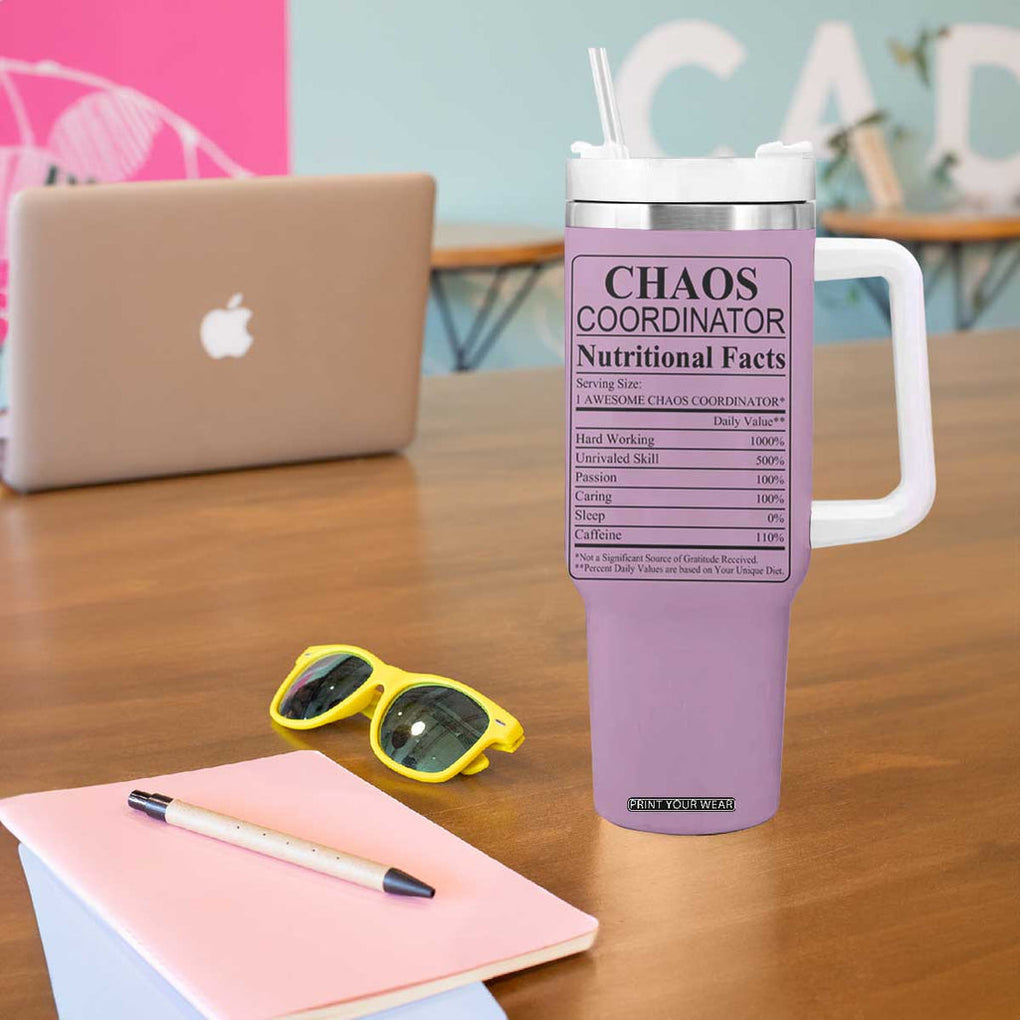 CAD
CHAOS
COORDINATOR
Nutritional Facts
Serving Size:
1 AWESOME CHAOS COORDINATOR*
Daily Value**
Hard Working 1000%
Unrivaled Skill 500%
Passion 100%
Caring 100%
Sleep 0%
Caffeine 110%
*Not a Significant Source of Gratitude Received.
**Percent Daily Values are based on Your Unique Diet.
PRINT YOUR WEAR